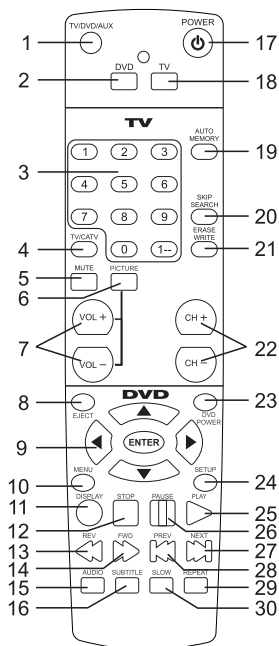 TV/DVD/AUX
POWER
1
17
DVD
TV
2
18
TV
AUTO
MEMORY
1
2
3
19
3
4
5
6
SKIP
SEARCH
7
8
9
20
TV/CATV
ERASE
WRITE
4
0
1--
21
MUTE
PICTURE
5
6
VOL +
CH +
7
22
VOL −
CH −
DVD
8
EJECT
DVD
POWER
23
9
ENTER
MENU
SETUP
10
24
DISPLAY
STOP
PAUSE
PLAY
11
25
12
26
REV
FWD
PREV
NEXT
13
27
14
28
AUDIO
SUBTITLE
SLOW
REPEAT
15
29
16
30